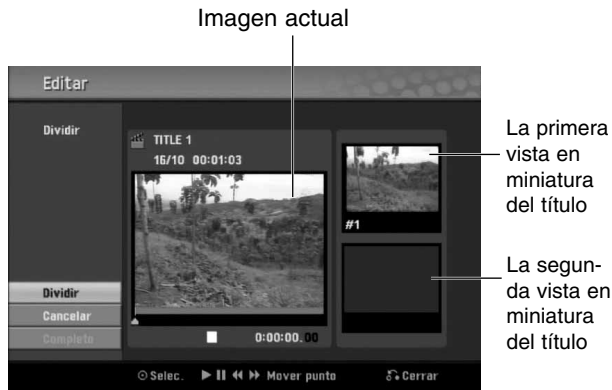 Imagen actual
Editar
Dividir
TITLE 1
16/10 00:01:03
#1
Dividir
Cancelar
Completo
0:00:00.00
Selec.
Mover punto
Cerrar
La primera
vista en
miniatura
del título
La segun-
da vista en
miniatura
del título